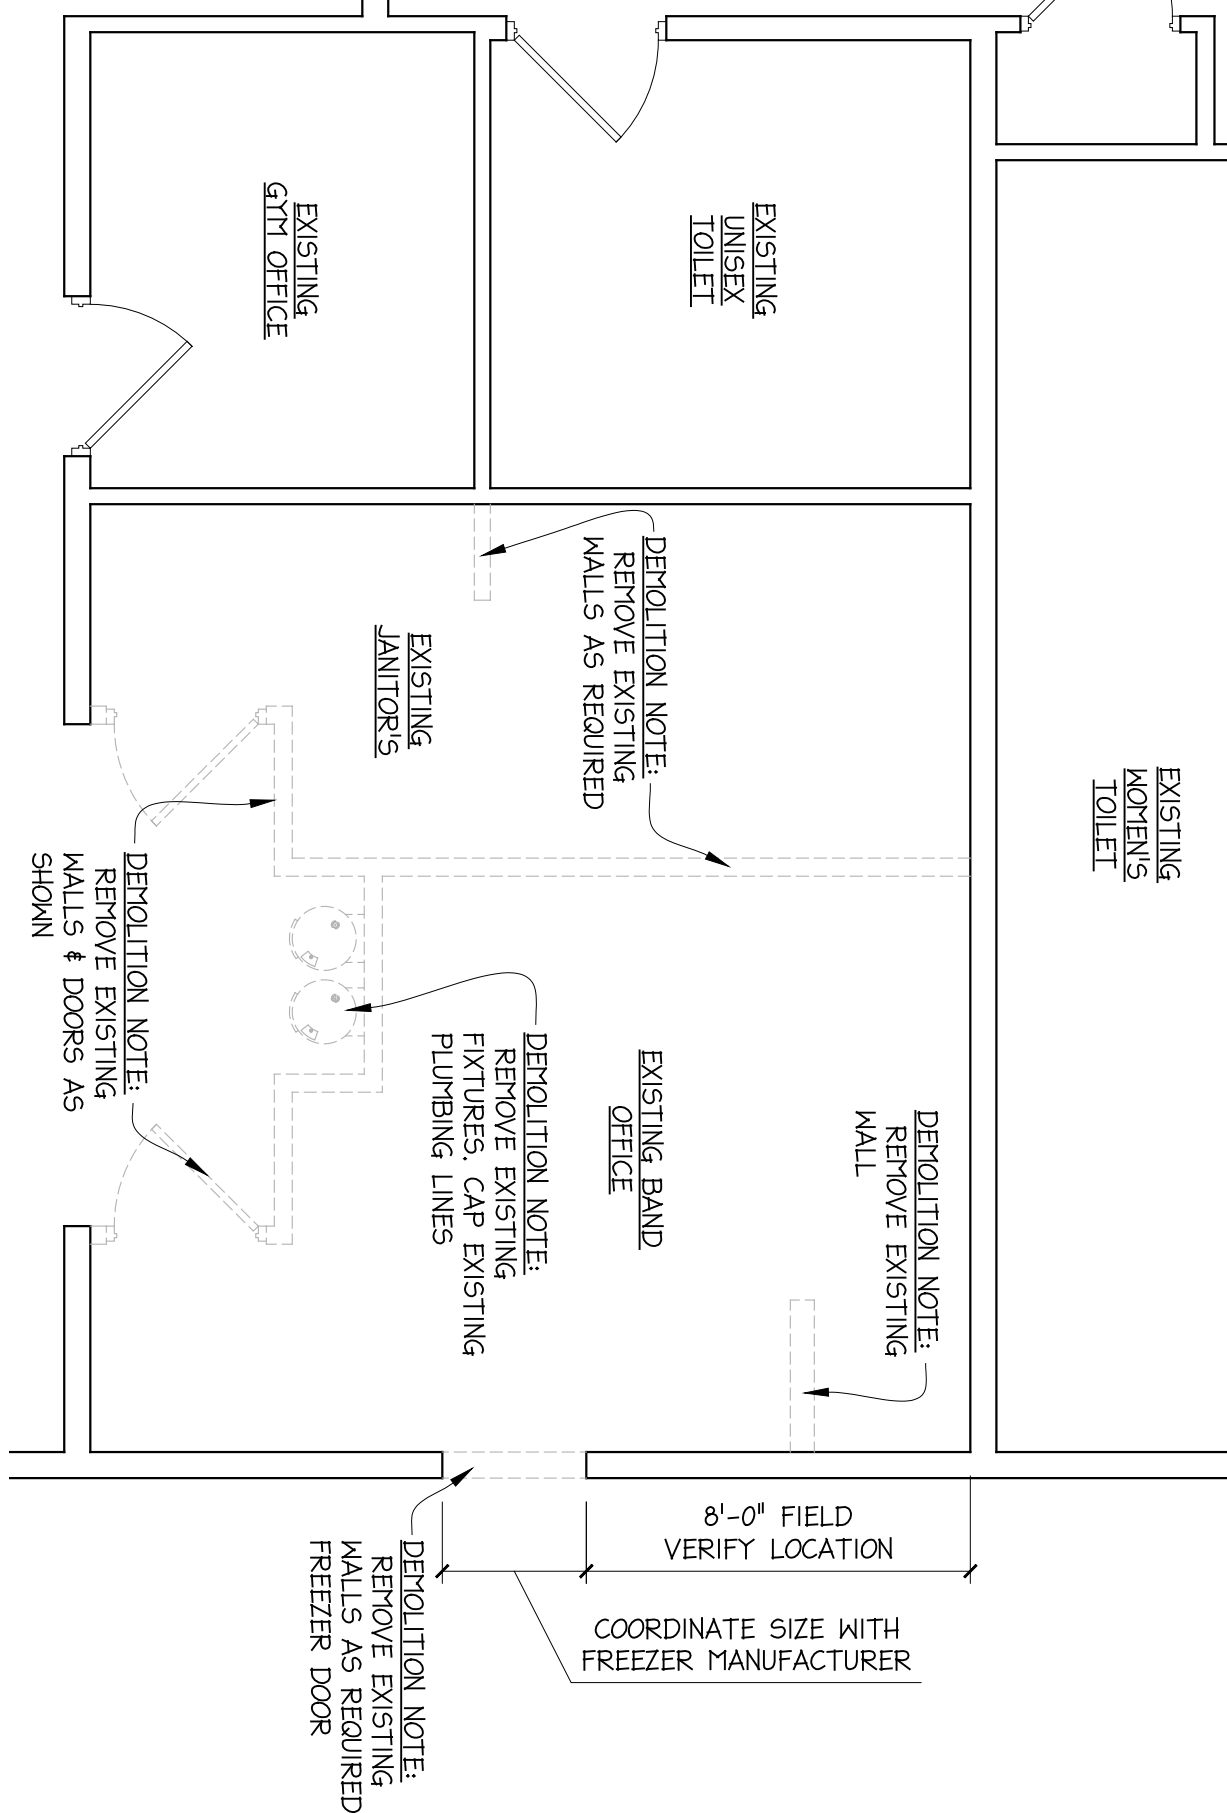 EXISTING
GYM OFFICE
EXISTING
UNISEX
TOILET
DEMOLITION NOTE:
REMOVE EXISTING
WALLS AS REQUIRED
EXISTING
JANITOR'S
EXISTING
WOMEN'S
TOILET
DEMOLITION NOTE:
REMOVE EXISTING
WALLS & DOORS AS
SHOWN
DEMOLITION NOTE:
REMOVE EXISTING
FIXTURES. CAP EXISTING
PLUMBING LINES
EXISTING BAND
OFFICE
DEMOLITION NOTE:
REMOVE EXISTING
WALL
8'-0" FIELD
VERIFY LOCATION
COORDINATE SIZE WITH
FREEZER MANUFACTURER
DEMOLITION NOTE:
REMOVE EXISTING
WALLS AS REQUIRED
FREEZER DOOR